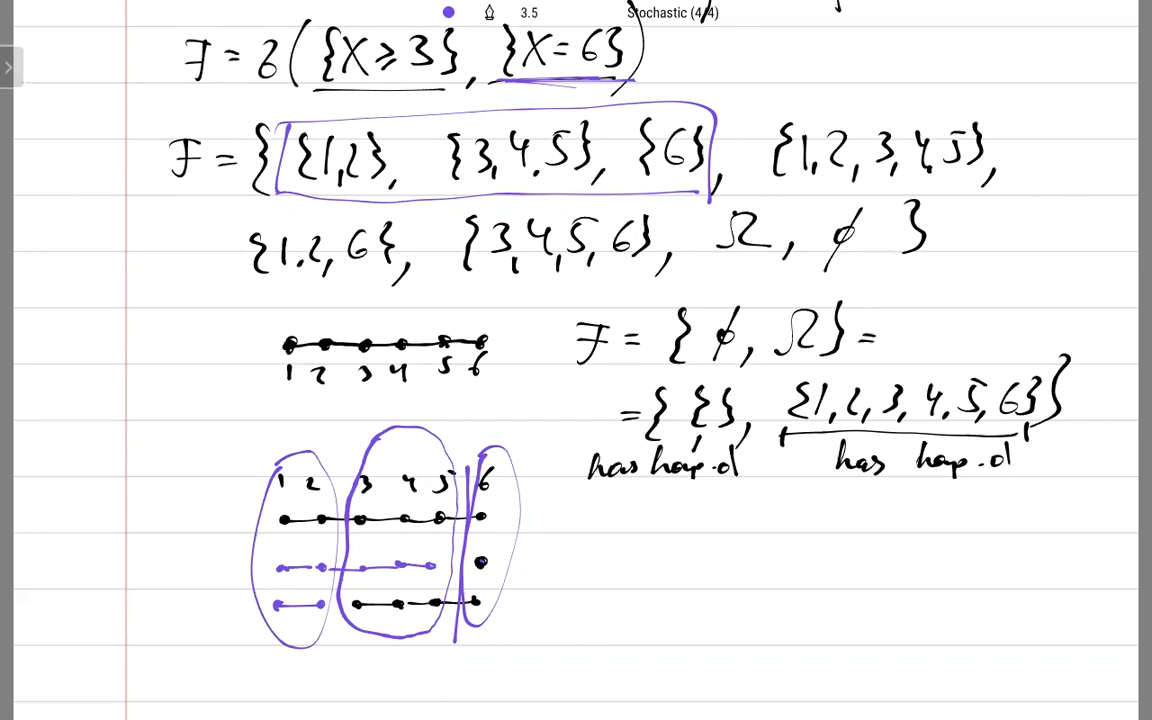 3.5 Stochastic (4/4)
F = б({X ≥ 3}, {X = 6})
F = {{1,2}, {3,4,5}, {6}, {1,2,3,4,5},
{1,2,6}, {3,4,5,6}, Ω, ϕ }
F = { ϕ, Ω} =
1 2 3 4 5 6
= { {}, {1,2,3,4,5,6}}
has hap.d has hap.d
1 2 3 4 5 6